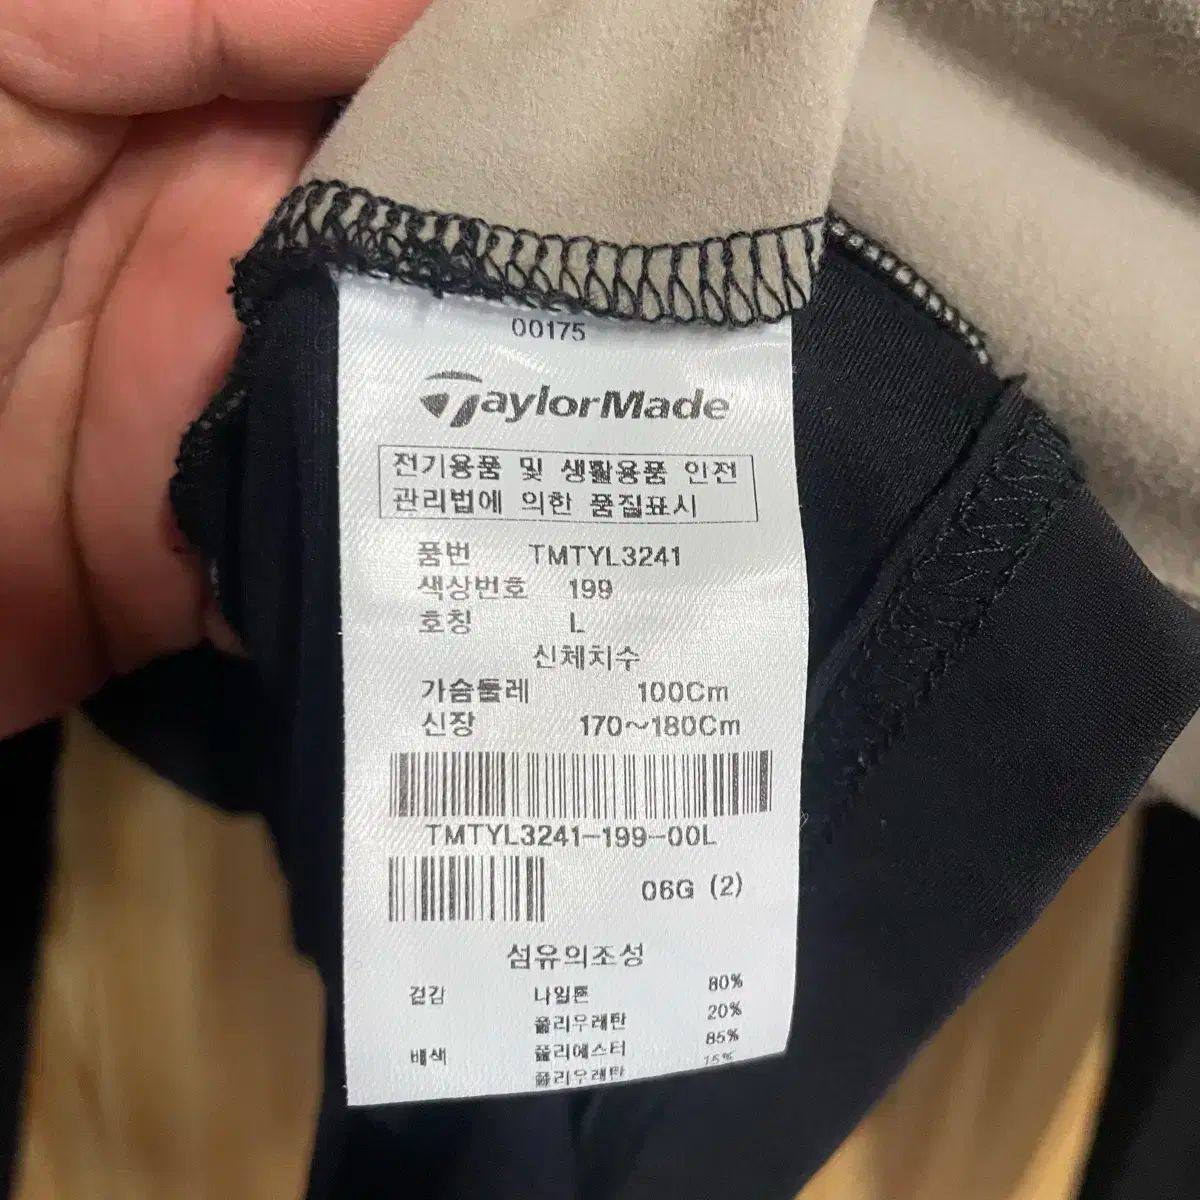 00175
TaylorMade
전기용품 및 생활용품 안전
관리법에 의한 품질표시
품번 TMTYL3241
색상번호 199
호칭 L
신체치수
가슴둘레 100Cm
신장 170~180Cm
TMTYL3241-199-00L
06G (2)
섬유의조성
겉감 나일론 80%
폴리우레탄 20%
배색 폴리에스터 85%
폴리우레탄 15%